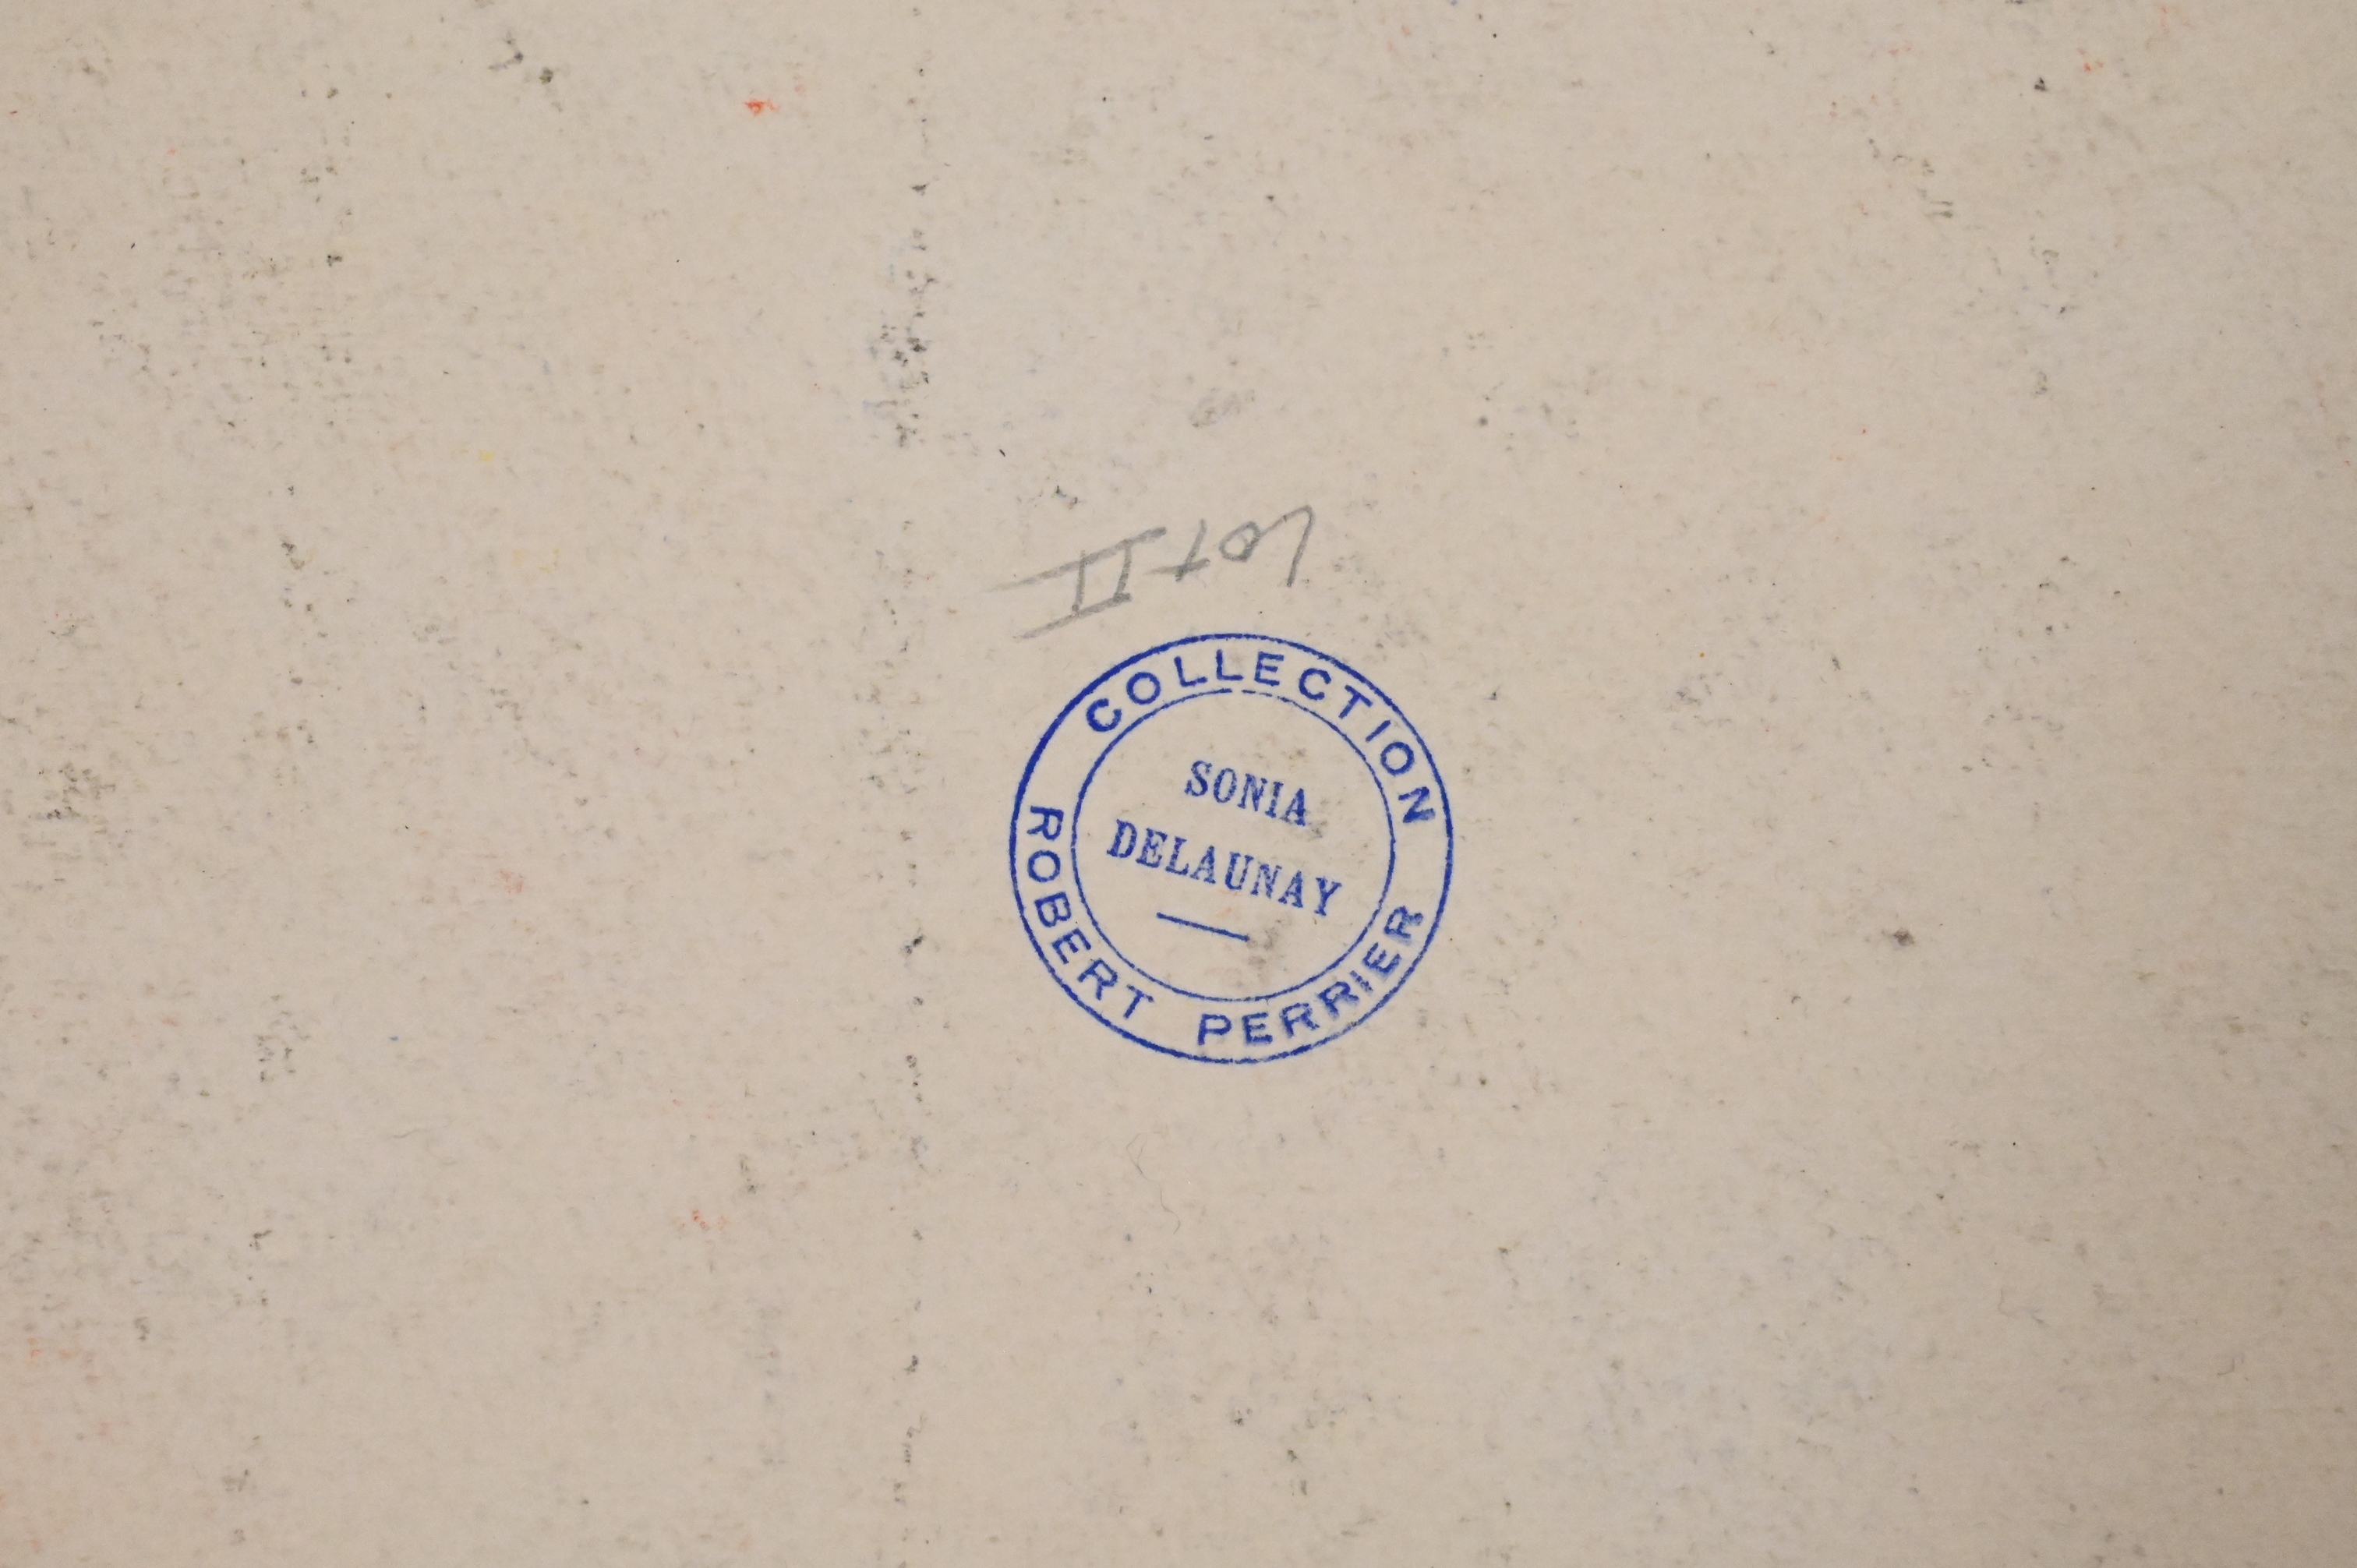 Lot II
COLLECTION
SONIA
DELAUNAY
ROBERT PERRIER